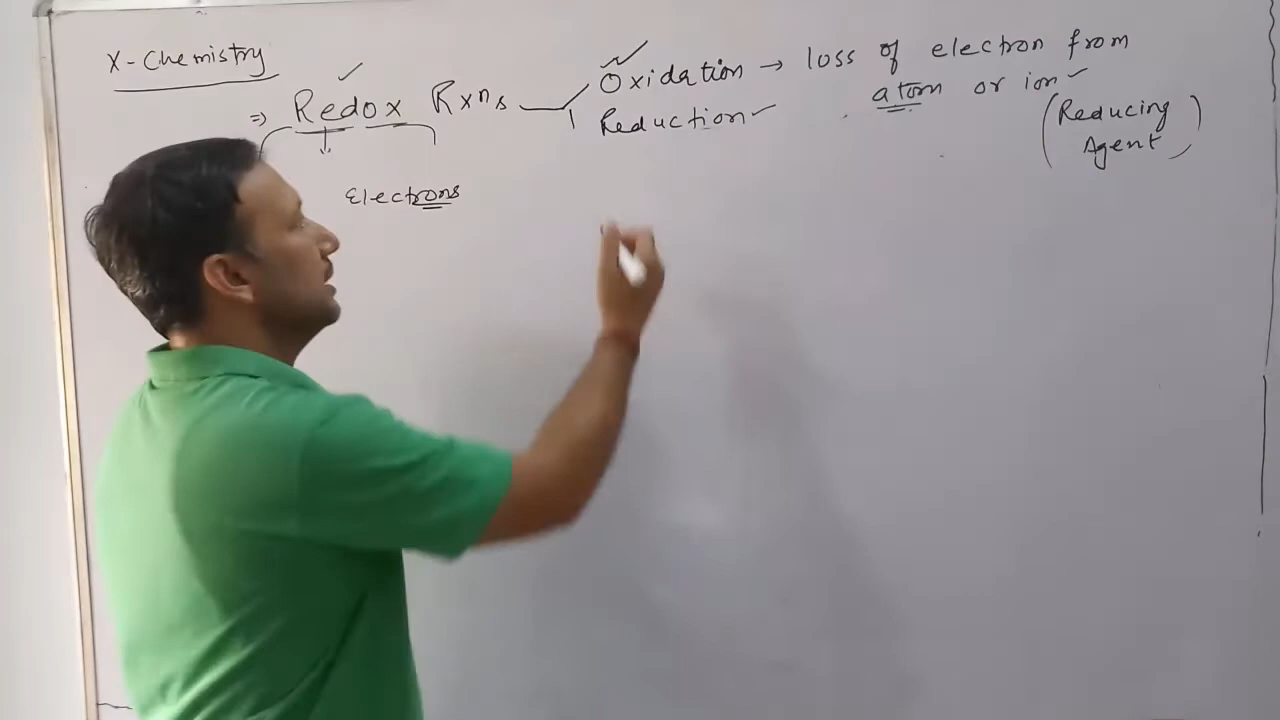 X-Chemistry
⇒ Redox Rxⁿs
Oxidation → loss of electron from
atom or ion
(Reducing
Agent)
Reduction
Electrons